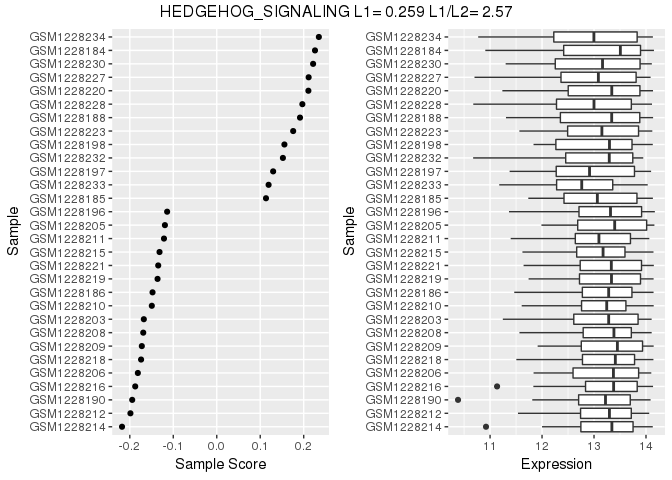 HEDGEHOG_SIGNALING L1= 0.259 L1/L2= 2.57
Sample
GSM1228234
GSM1228184
GSM1228230
GSM1228227
GSM1228220
GSM1228228
GSM1228188
GSM1228223
GSM1228198
GSM1228232
GSM1228197
GSM1228233
GSM1228185
GSM1228196
GSM1228205
GSM1228211
GSM1228215
GSM1228221
GSM1228219
GSM1228186
GSM1228210
GSM1228203
GSM1228208
GSM1228209
GSM1228218
GSM1228206
GSM1228216
GSM1228190
GSM1228212
GSM1228214
-0.2 -0.1 0.0 0.1 0.2
Sample Score
Sample
GSM1228234
GSM1228184
GSM1228230
GSM1228227
GSM1228220
GSM1228228
GSM1228188
GSM1228223
GSM1228198
GSM1228232
GSM1228197
GSM1228233
GSM1228185
GSM1228196
GSM1228205
GSM1228211
GSM1228215
GSM1228221
GSM1228219
GSM1228186
GSM1228210
GSM1228203
GSM1228208
GSM1228209
GSM1228218
GSM1228206
GSM1228216
GSM1228190
GSM1228212
GSM1228214
11 12 13 14
Expression